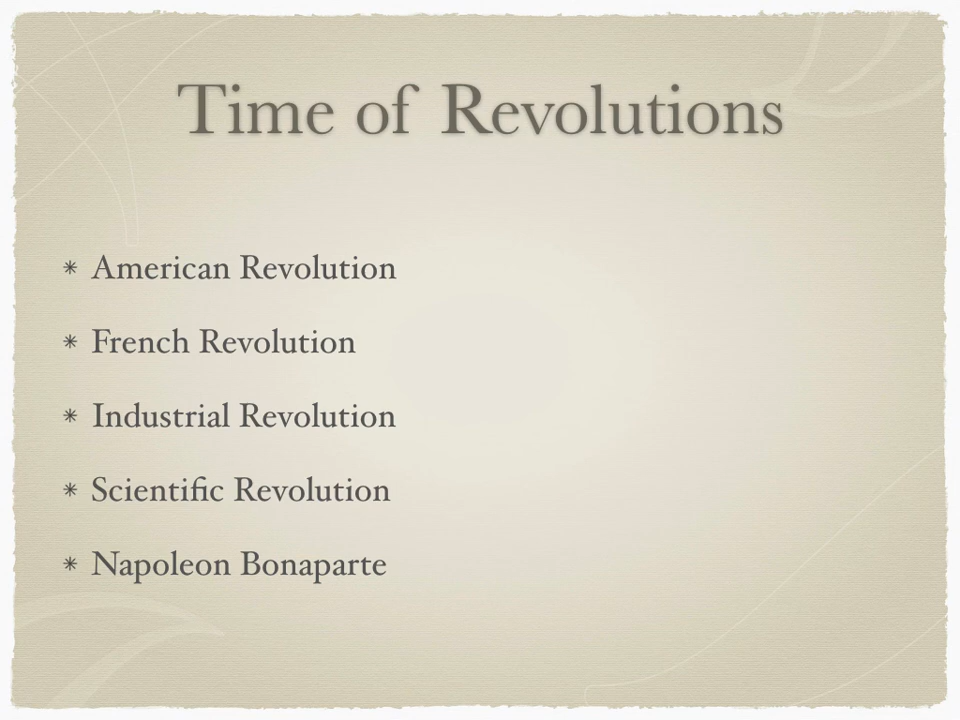 Time of Revolutions
* American Revolution
* French Revolution
* Industrial Revolution
* Scientific Revolution
* Napoleon Bonaparte